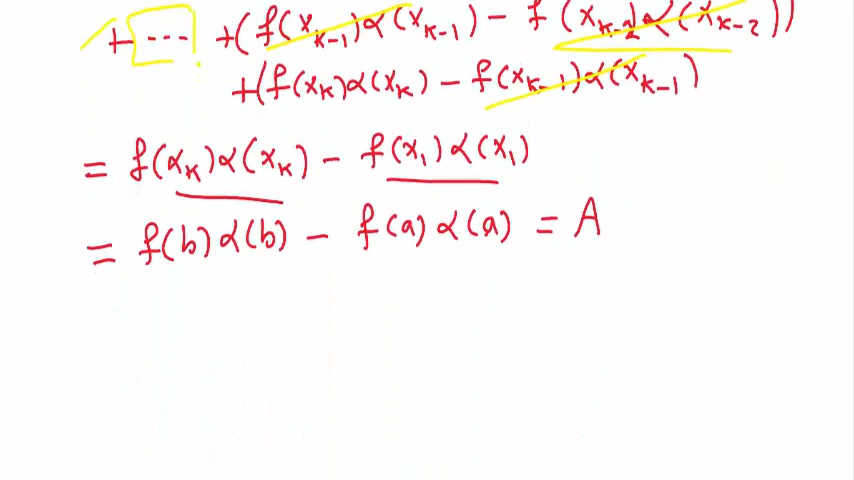 + --- + (f(x_{k-1})α(x_{k-1}) - f(x_{k-2})α(x_{k-2}))
+(f(x_k)α(x_k) - f(x_{k-1})α(x_{k-1})
= f(x_k)α(x_k) - f(x_1)α(x_1)
= f(b)α(b) - f(a)α(a) = A